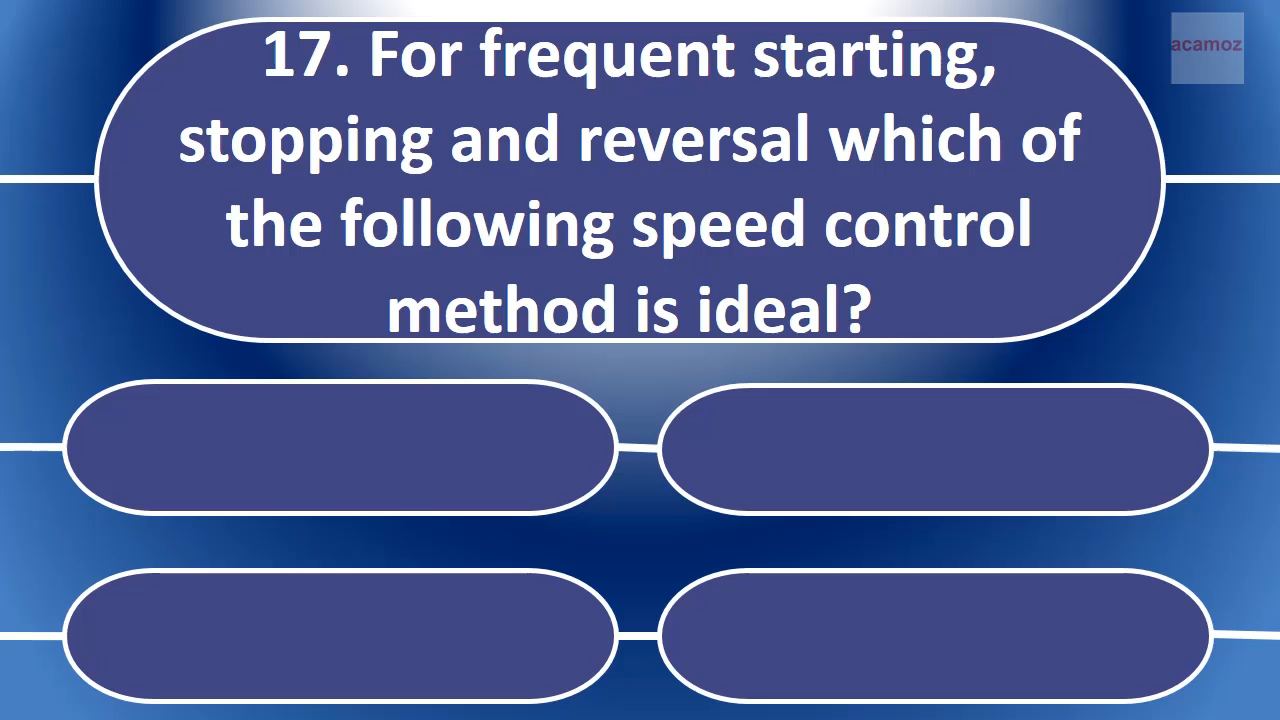 17. For frequent starting,
stopping and reversal which of
the following speed control
method is ideal?
acamoz